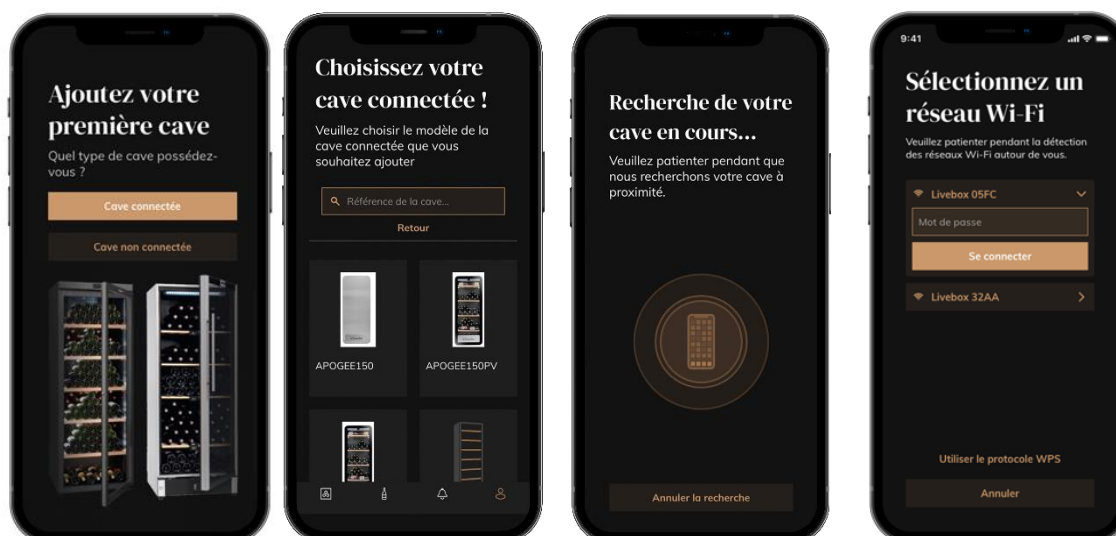 Ajoutez votre
première cave
Quel type de cave possédez-
vous ?
Cave connectée
Cave non connectée
Choisissez votre
cave connectée !
Veuillez choisir le modèle de la
cave connectée que vous
souhaitez ajouter
Référence de la cave...
Retour
APOGEE150
APOGEE150PV
Recherche de votre
cave en cours...
Veuillez patienter pendant que
nous recherchons votre cave à
proximité.
Annuler la recherche
9:41
Sélectionnez un
réseau Wi-Fi
Veuillez patienter pendant la détection
des réseaux Wi-Fi autour de vous.
Livebox 05FC
Mot de passe
Se connecter
Livebox 32AA
Utiliser le protocole WPS
Annuler